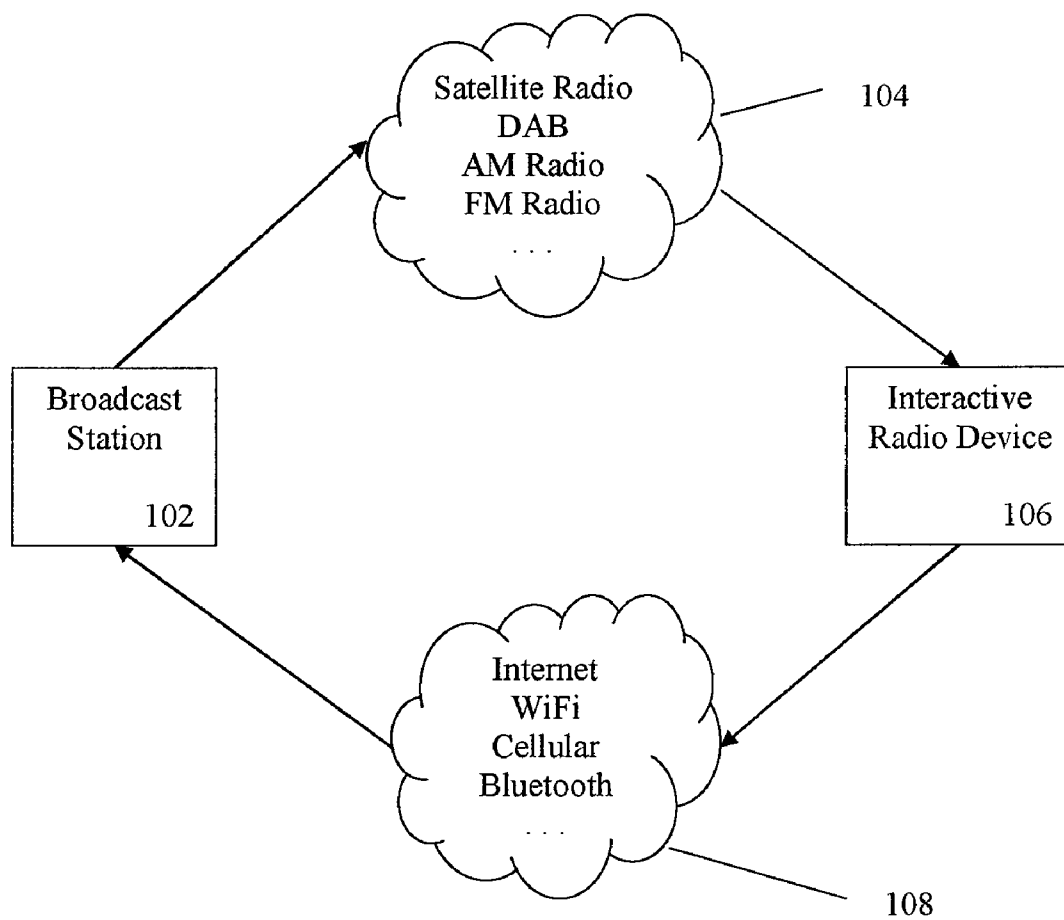 Satellite Radio
DAB
AM Radio
FM Radio
. . .
104
Broadcast
Station
102
Interactive
Radio Device
106
Internet
WiFi
Cellular
Bluetooth
. . .
108